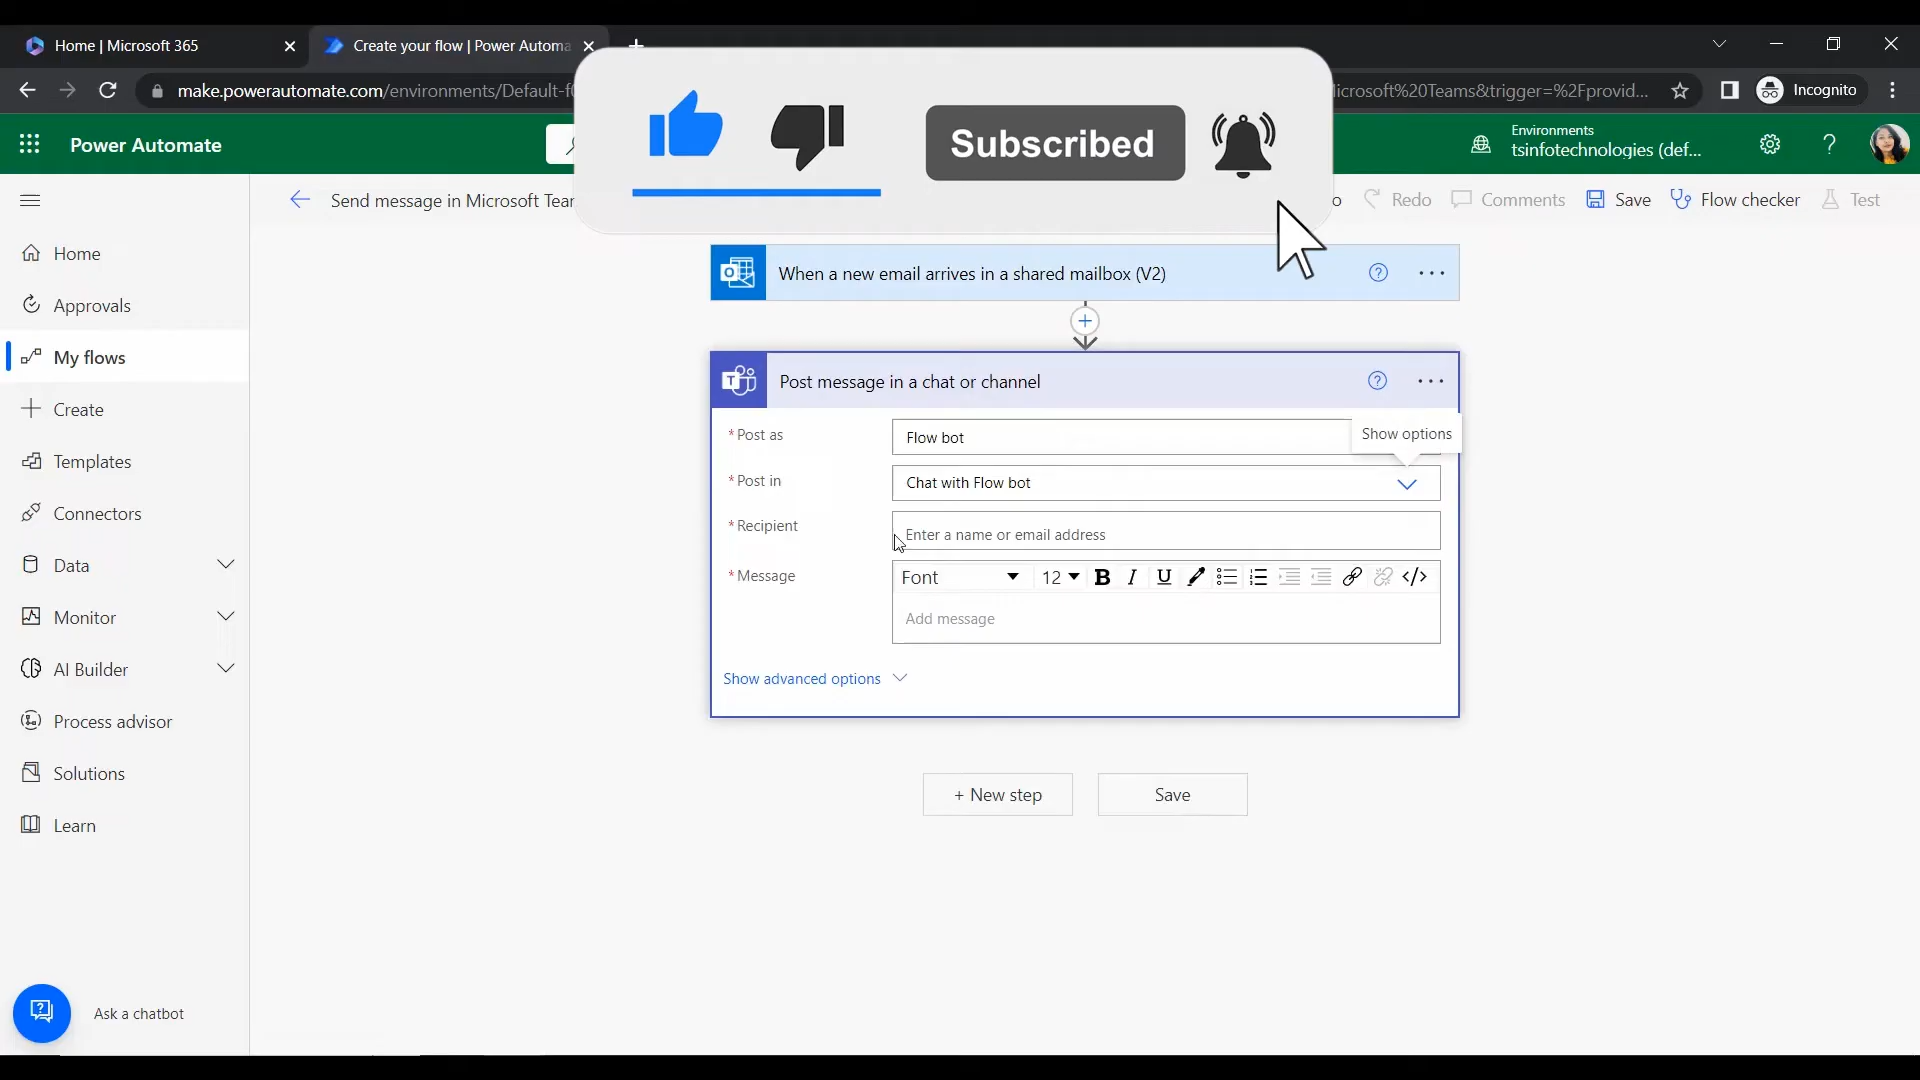 Home | Microsoft 365
Create your flow | Power Automa
make.powerautomate.com/environments/Default-f
icrosoft%20Teams&trigger=%2Fprovid...
Incognito
Power Automate
Subscribed
Environments
tsinfotechnologies (def...
?
Send message in Microsoft Tea
o
Redo
Comments
Save
Flow checker
Test
Home
Approvals
My flows
Create
Templates
Connectors
Data
Monitor
AI Builder
Process advisor
Solutions
Learn
Ask a chatbot
When a new email arrives in a shared mailbox (V2)
Post message in a chat or channel
* Post as
Flow bot
Show options
* Post in
Chat with Flow bot
* Recipient
Enter a name or email address
* Message
Font
12
B I U
</>
Add message
Show advanced options
+ New step
Save